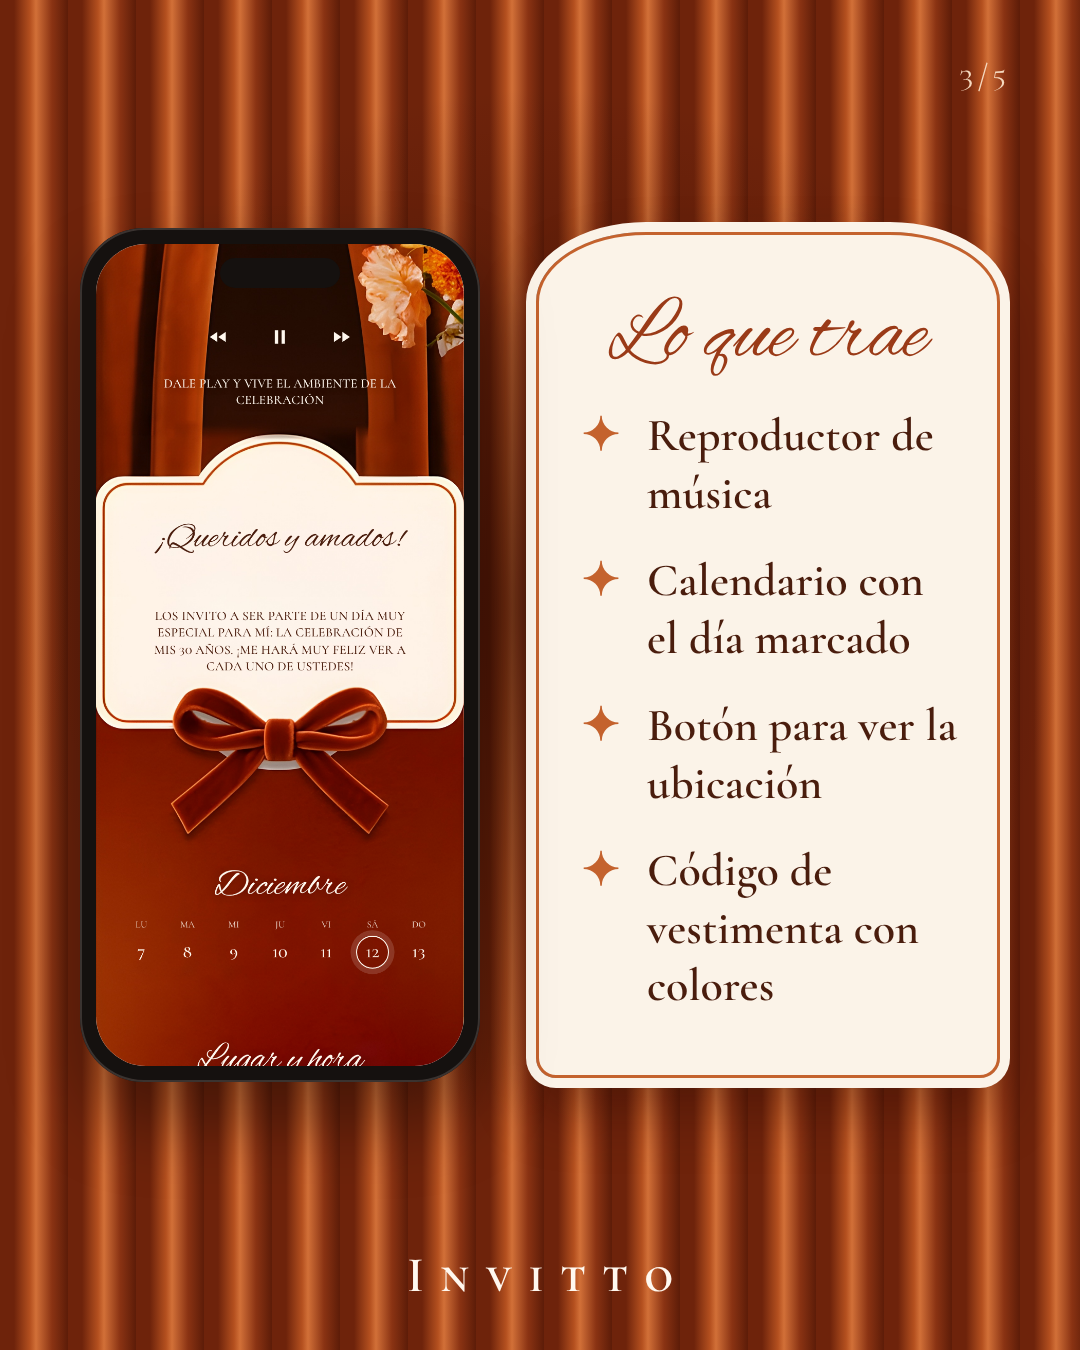 3/5
DALE PLAY Y VIVE EL AMBIENTE DE LA
CELEBRACIÓN
¡Queridos y amados!
LOS INVITO A SER PARTE DE UN DÍA MUY
ESPECIAL PARA MÍ: LA CELEBRACIÓN DE
MIS 30 AÑOS. ¡ME HARÁ MUY FELIZ VER A
CADA UNO DE USTEDES!
Diciembre
LU MA MI JU VI SÁ DO
7 8 9 10 11 12 13
Lugar y hora
Lo que trae
Reproductor de
música
Calendario con
el día marcado
Botón para ver la
ubicación
Código de
vestimenta con
colores
INVITTO